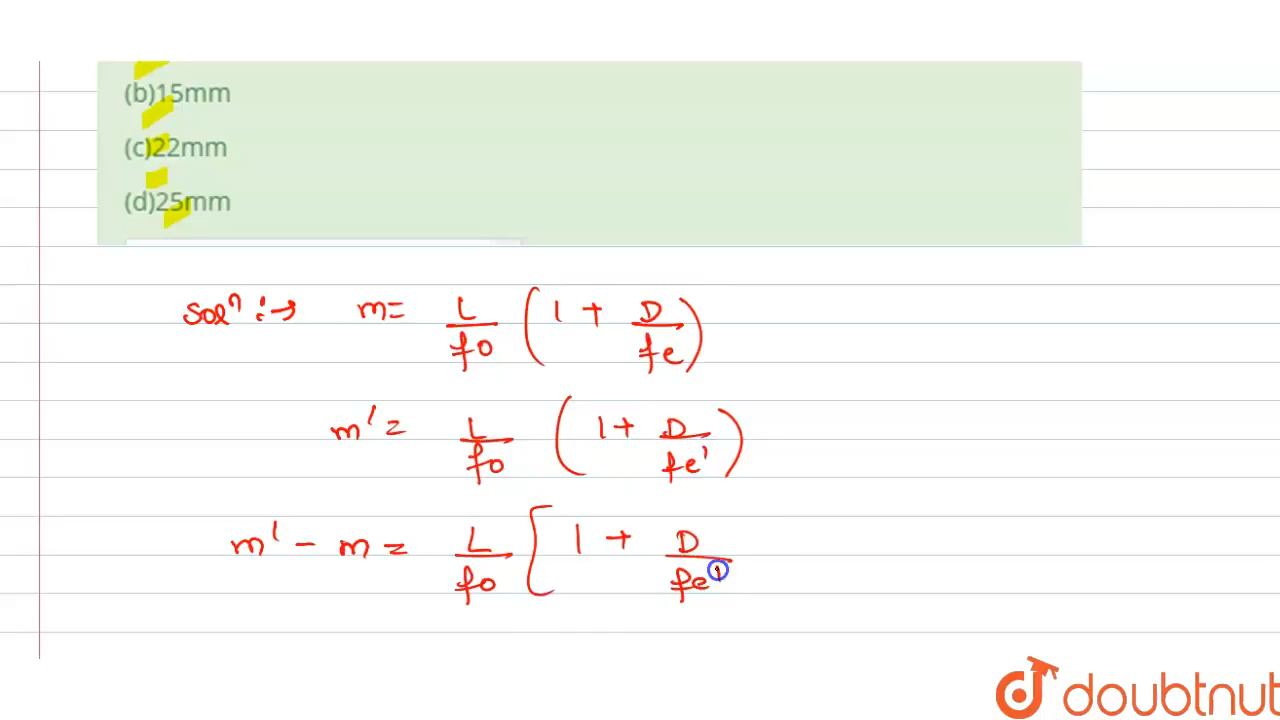 (b)15mm
(c)22mm
(d)25mm
Solⁿ :→ m= L/fo ( 1 + D/fe )
m' = L/fo ( 1 + D/fe' )
m' - m = L/fo [ 1 + D/fe'
doubtnut